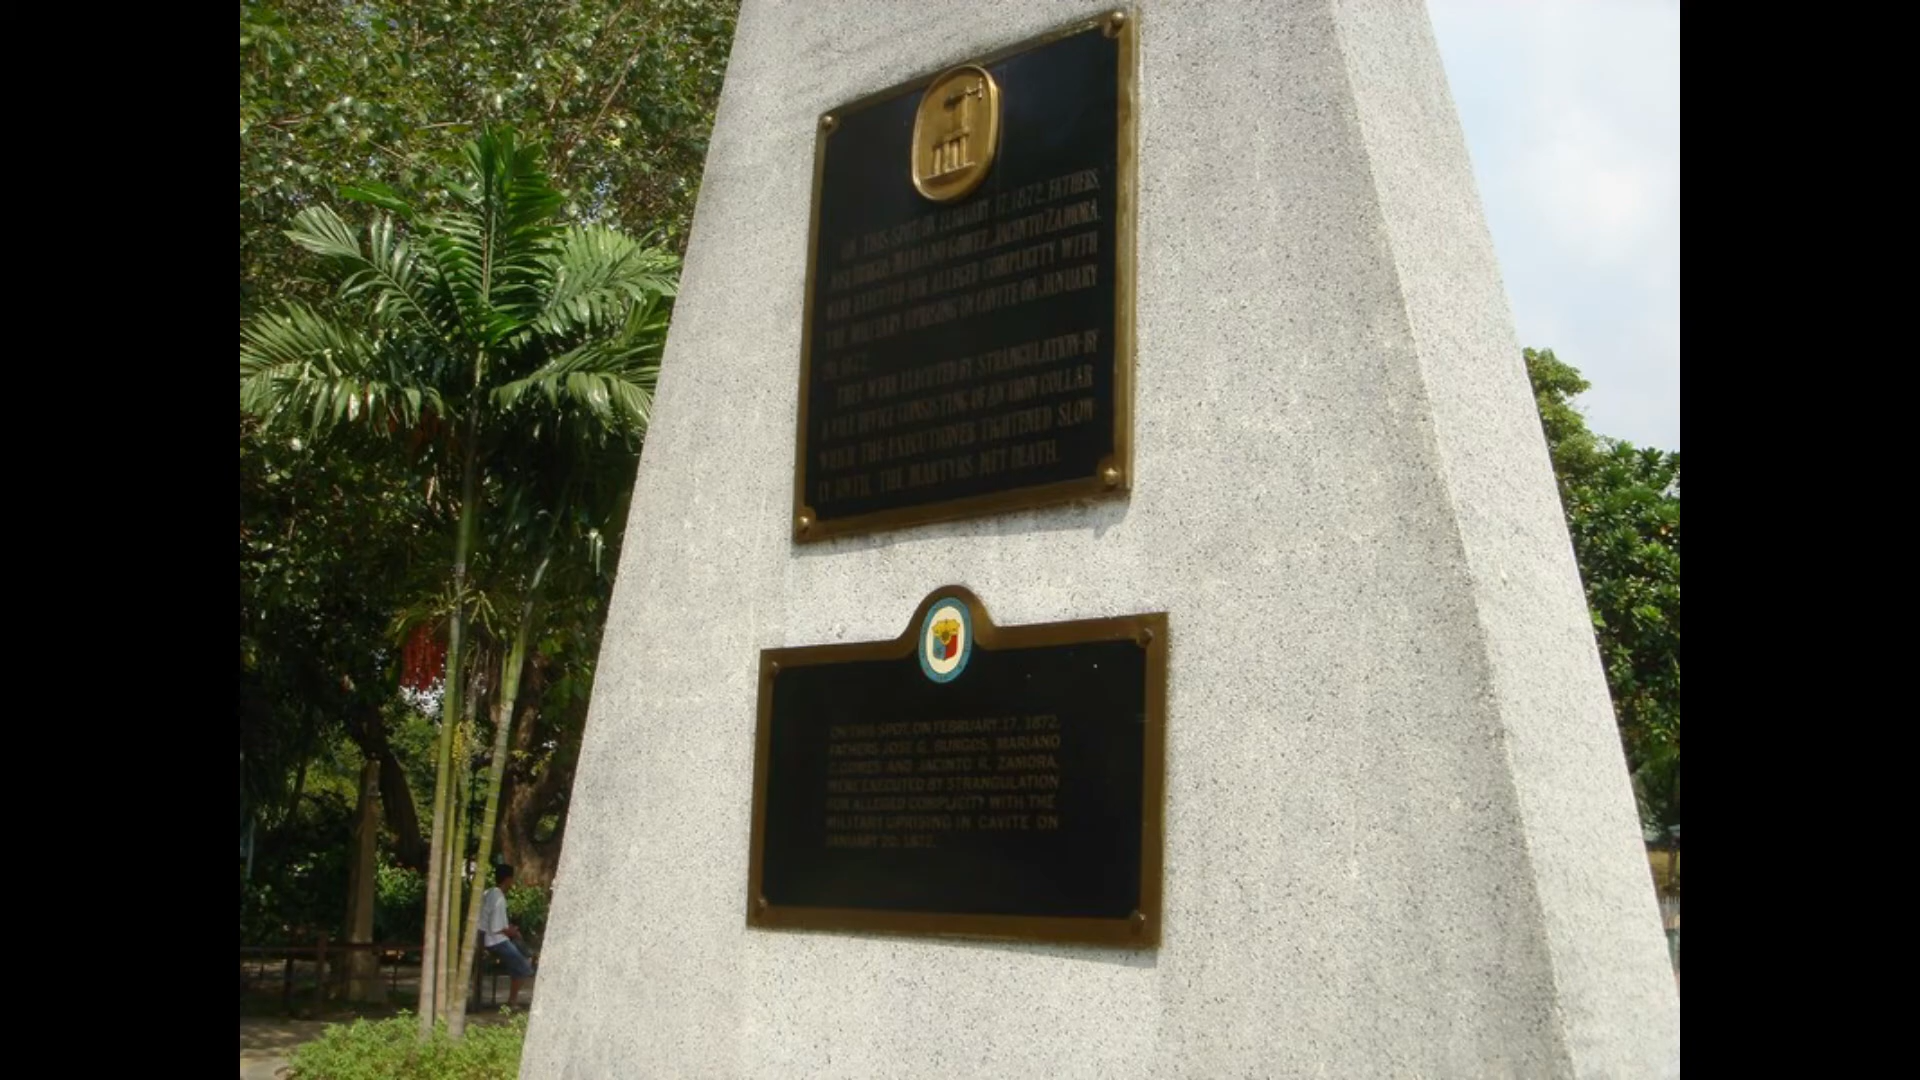 ON THIS SPOT ON FEBRUARY 17, 1872, FATHERS,
JOSE BURGOS, MARIANO GOMEZ, JACINTO ZAMORA,
WERE EXECUTED FOR ALLEGED COMPLICITY WITH
THE MILITARY UPRISING IN CAVITE ON JANUARY
20, 1872.
THEY WERE EXECUTED BY STRANGULATION BY
A VILE DEVICE CONSISTING OF AN IRON COLLAR
WHICH THE EXECUTIONER TIGHTENED SLOW-
LY UNTIL THE MARTYRS MET DEATH.
ON THIS SPOT, ON FEBRUARY 17, 1872,
FATHERS JOSE G. BURGOS, MARIANO
AND JACINTO R. ZAMORA,
WERE EXECUTED BY STRANGULATION
FOR ALLEGED COMPLICITY WITH THE
MILITARY UPRISING IN CAVITE ON
JANUARY 20, 1872.